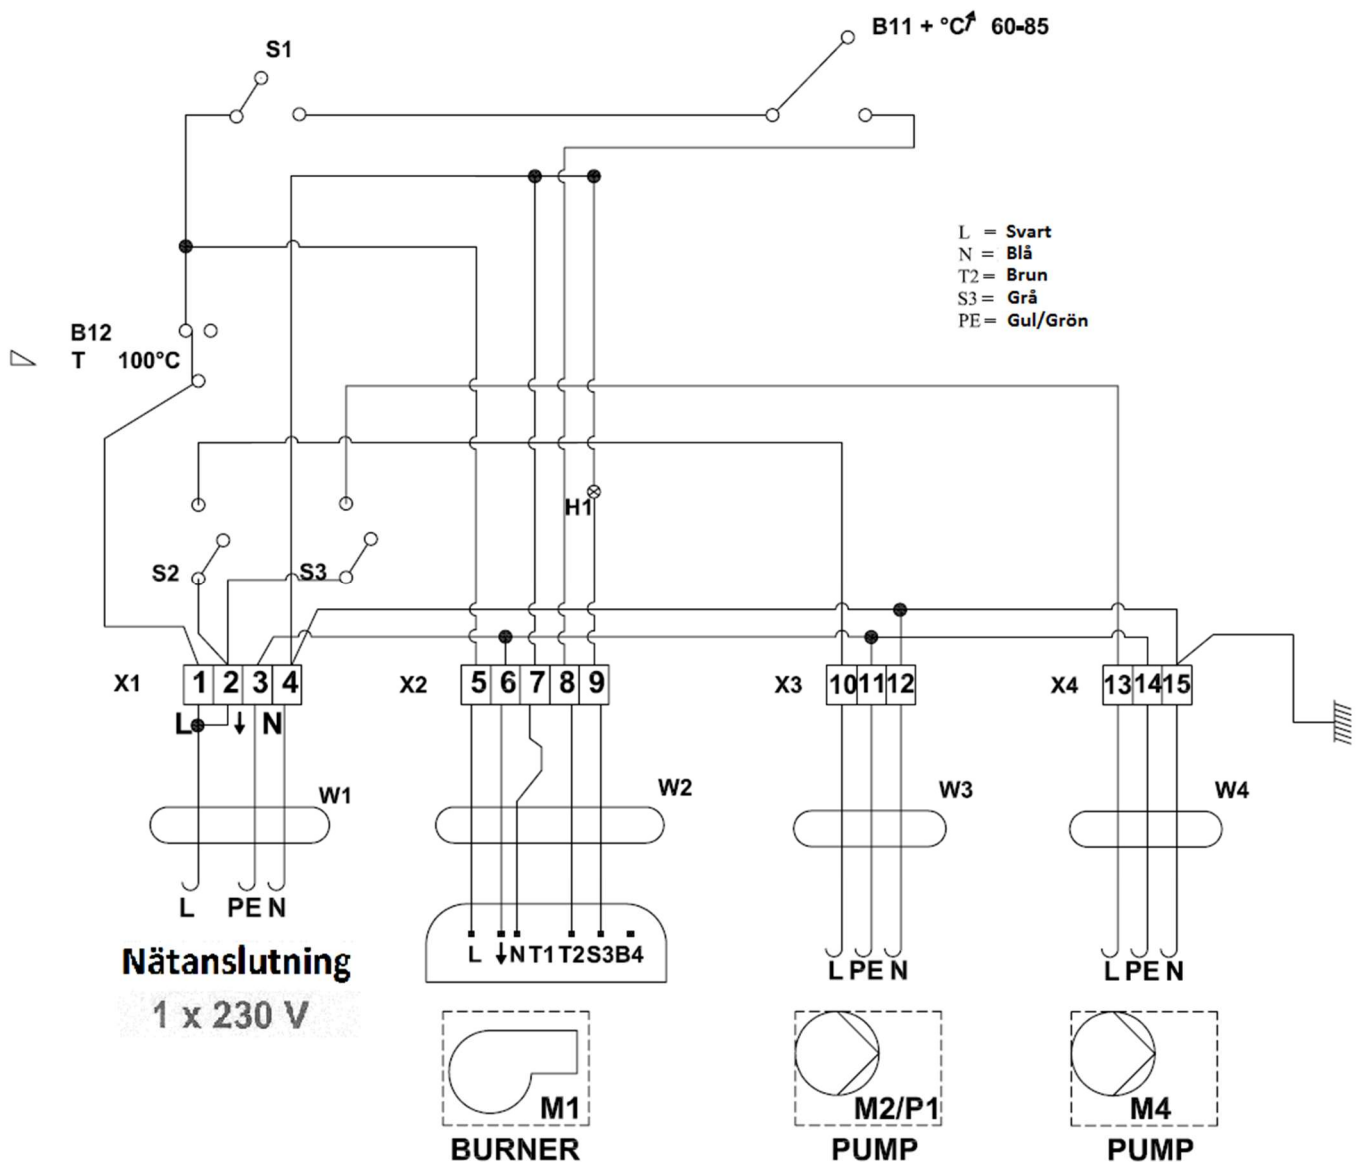 S1
B11 + °C 60-85
L = Svart
N = Blå
T2= Brun
S3= Grå
PE= Gul/Grön
B12
T 100°C
H1
S2
S3
X1 1 2 3 4
X2 5 6 7 8 9
X3 10 11 12
X4 13 14 15
L ↓ N
W1
W2
W3
W4
L PE N
L ↓ N T1 T2 S3 B4
L PE N
L PE N
Nätanslutning
1 x 230 V
M1
BURNER
M2/P1
PUMP
M4
PUMP